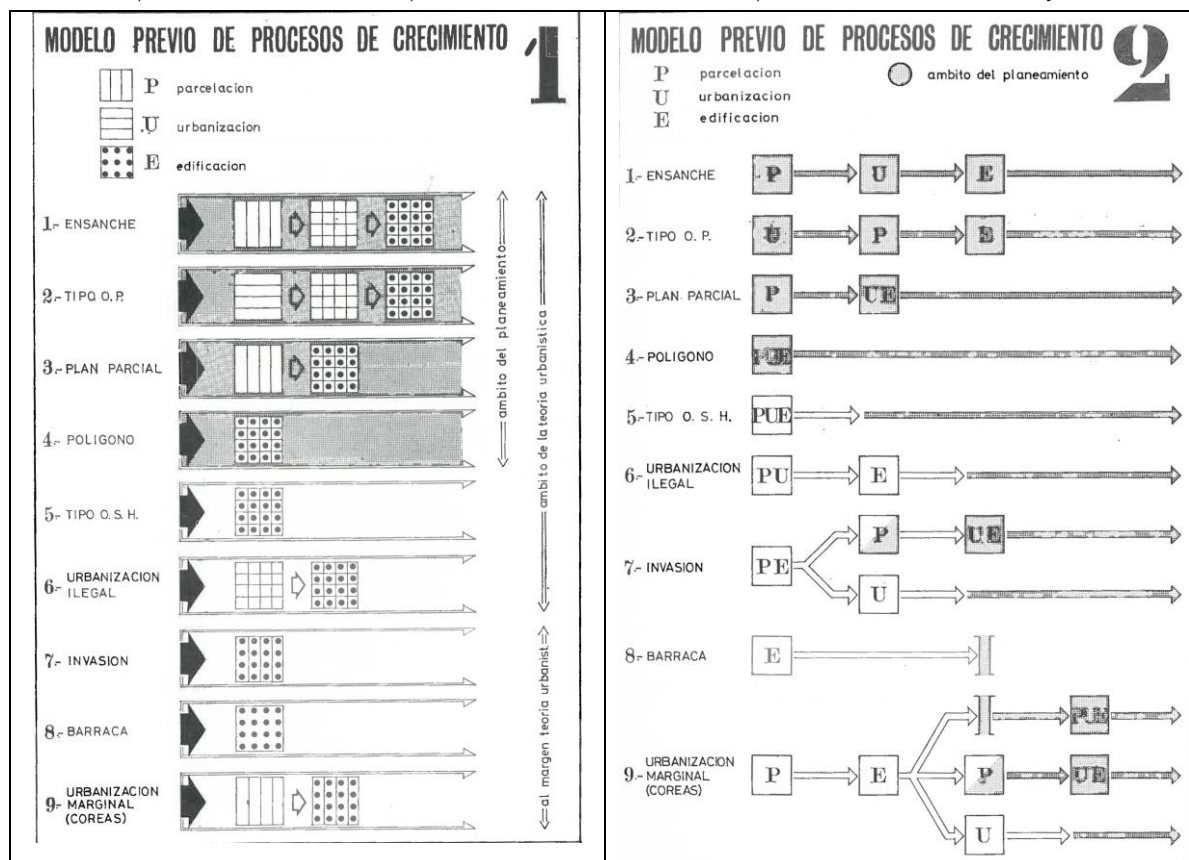 MODELO PREVIO DE PROCESOS DE CRECIMIENTO 1
P parcelacion
U urbanizacion
E edificacion
1.- ENSANCHE
2.- TIPO O.P.
3.- PLAN PARCIAL
4.- POLIGONO
5.- TIPO O.S.H.
6.- URBANIZACION
ILEGAL
7.- INVASION
8.- BARRACA
9.- URBANIZACION
MARGINAL
(COREAS)
ambito del planeamiento
ambito de la teoria urbanistica
al margen teoria urbanist.
MODELO PREVIO DE PROCESOS DE CRECIMIENTO 2
P parcelacion
U urbanizacion
E edificacion
ambito del planeamiento
1.- ENSANCHE P U E
2.- TIPO O. P. U P E
3.- PLAN PARCIAL P UE
4.- POLIGONO PUE
5.- TIPO O. S. H. PUE
6.- URBANIZACION
ILEGAL PU E
7.- INVASION PE P UE
U
8.- BARRACA E
PUE
9.- URBANIZACION
MARGINAL
(COREAS) P E P UE
U